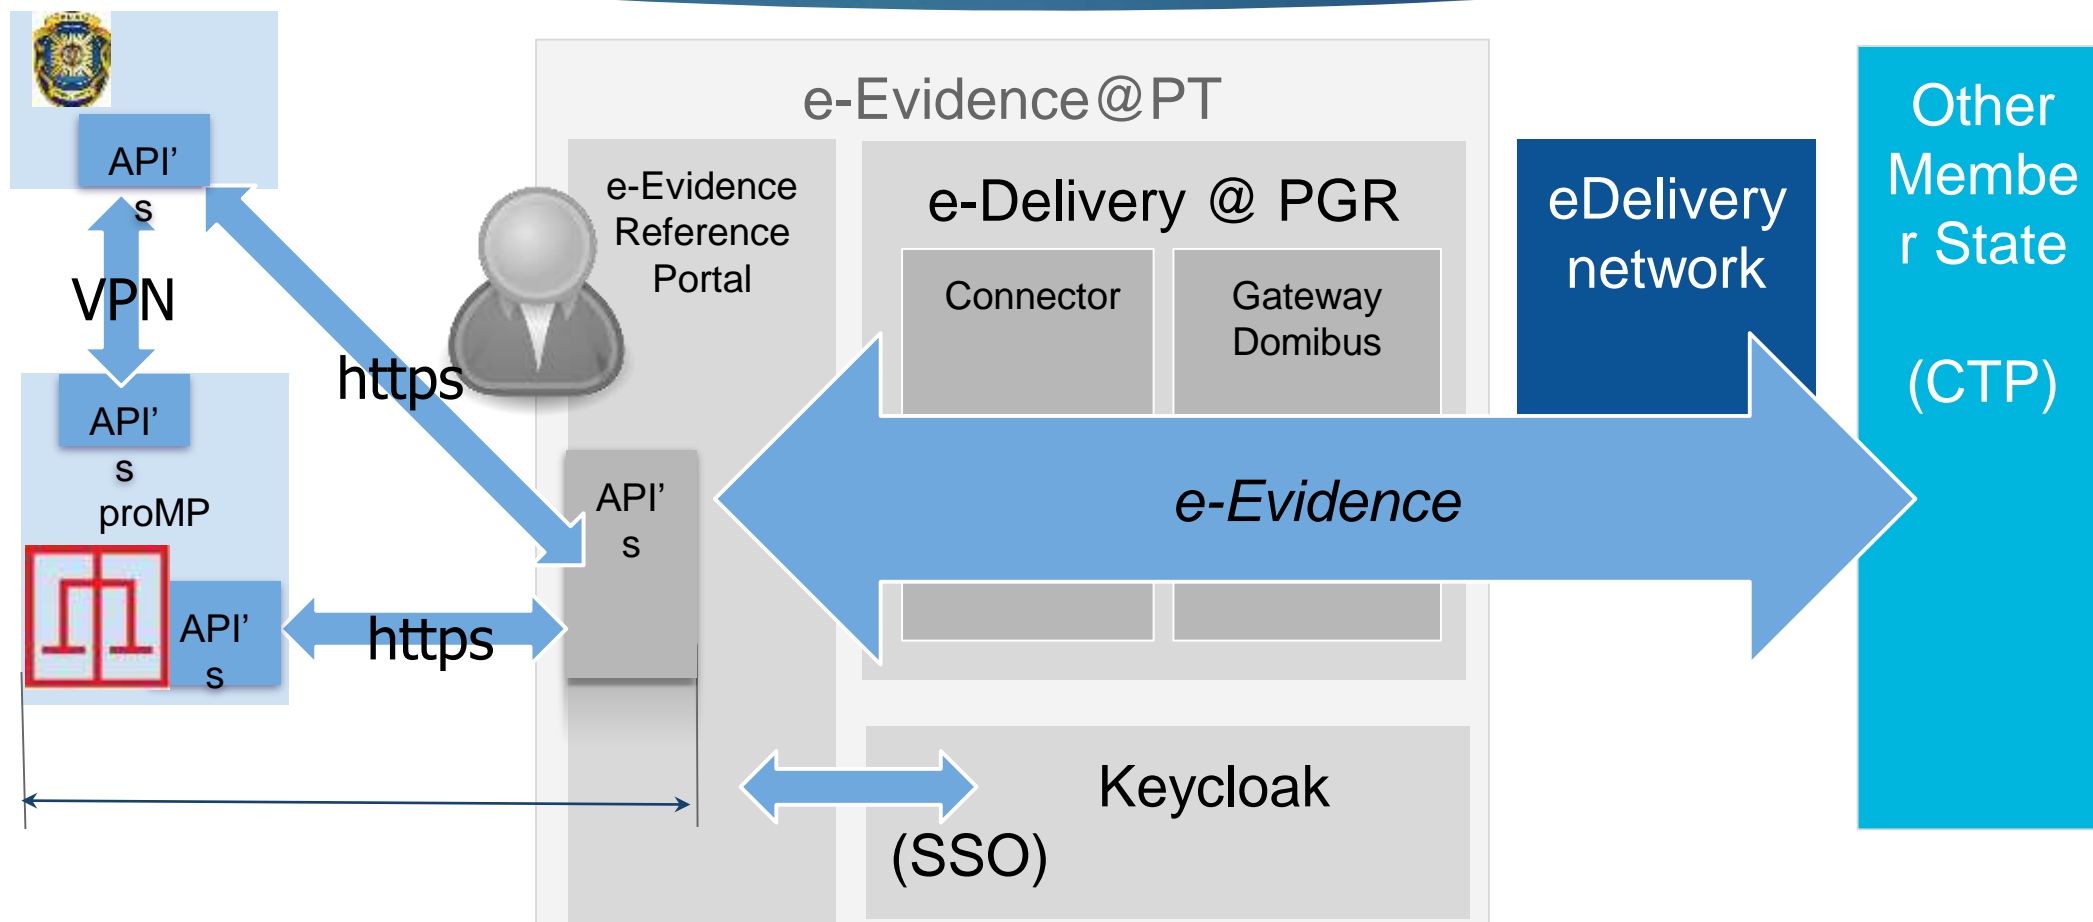 e-Evidence@PT
API'
s
VPN
API'
s
proMP
API'
s
https
https
e-Evidence
Reference
Portal
API’
s
e-Delivery @ PGR
Connector
Gateway
Domibus
e-Evidence
Keycloak
(SSO)
eDelivery
network
Other
Membe
r State
(CTP)